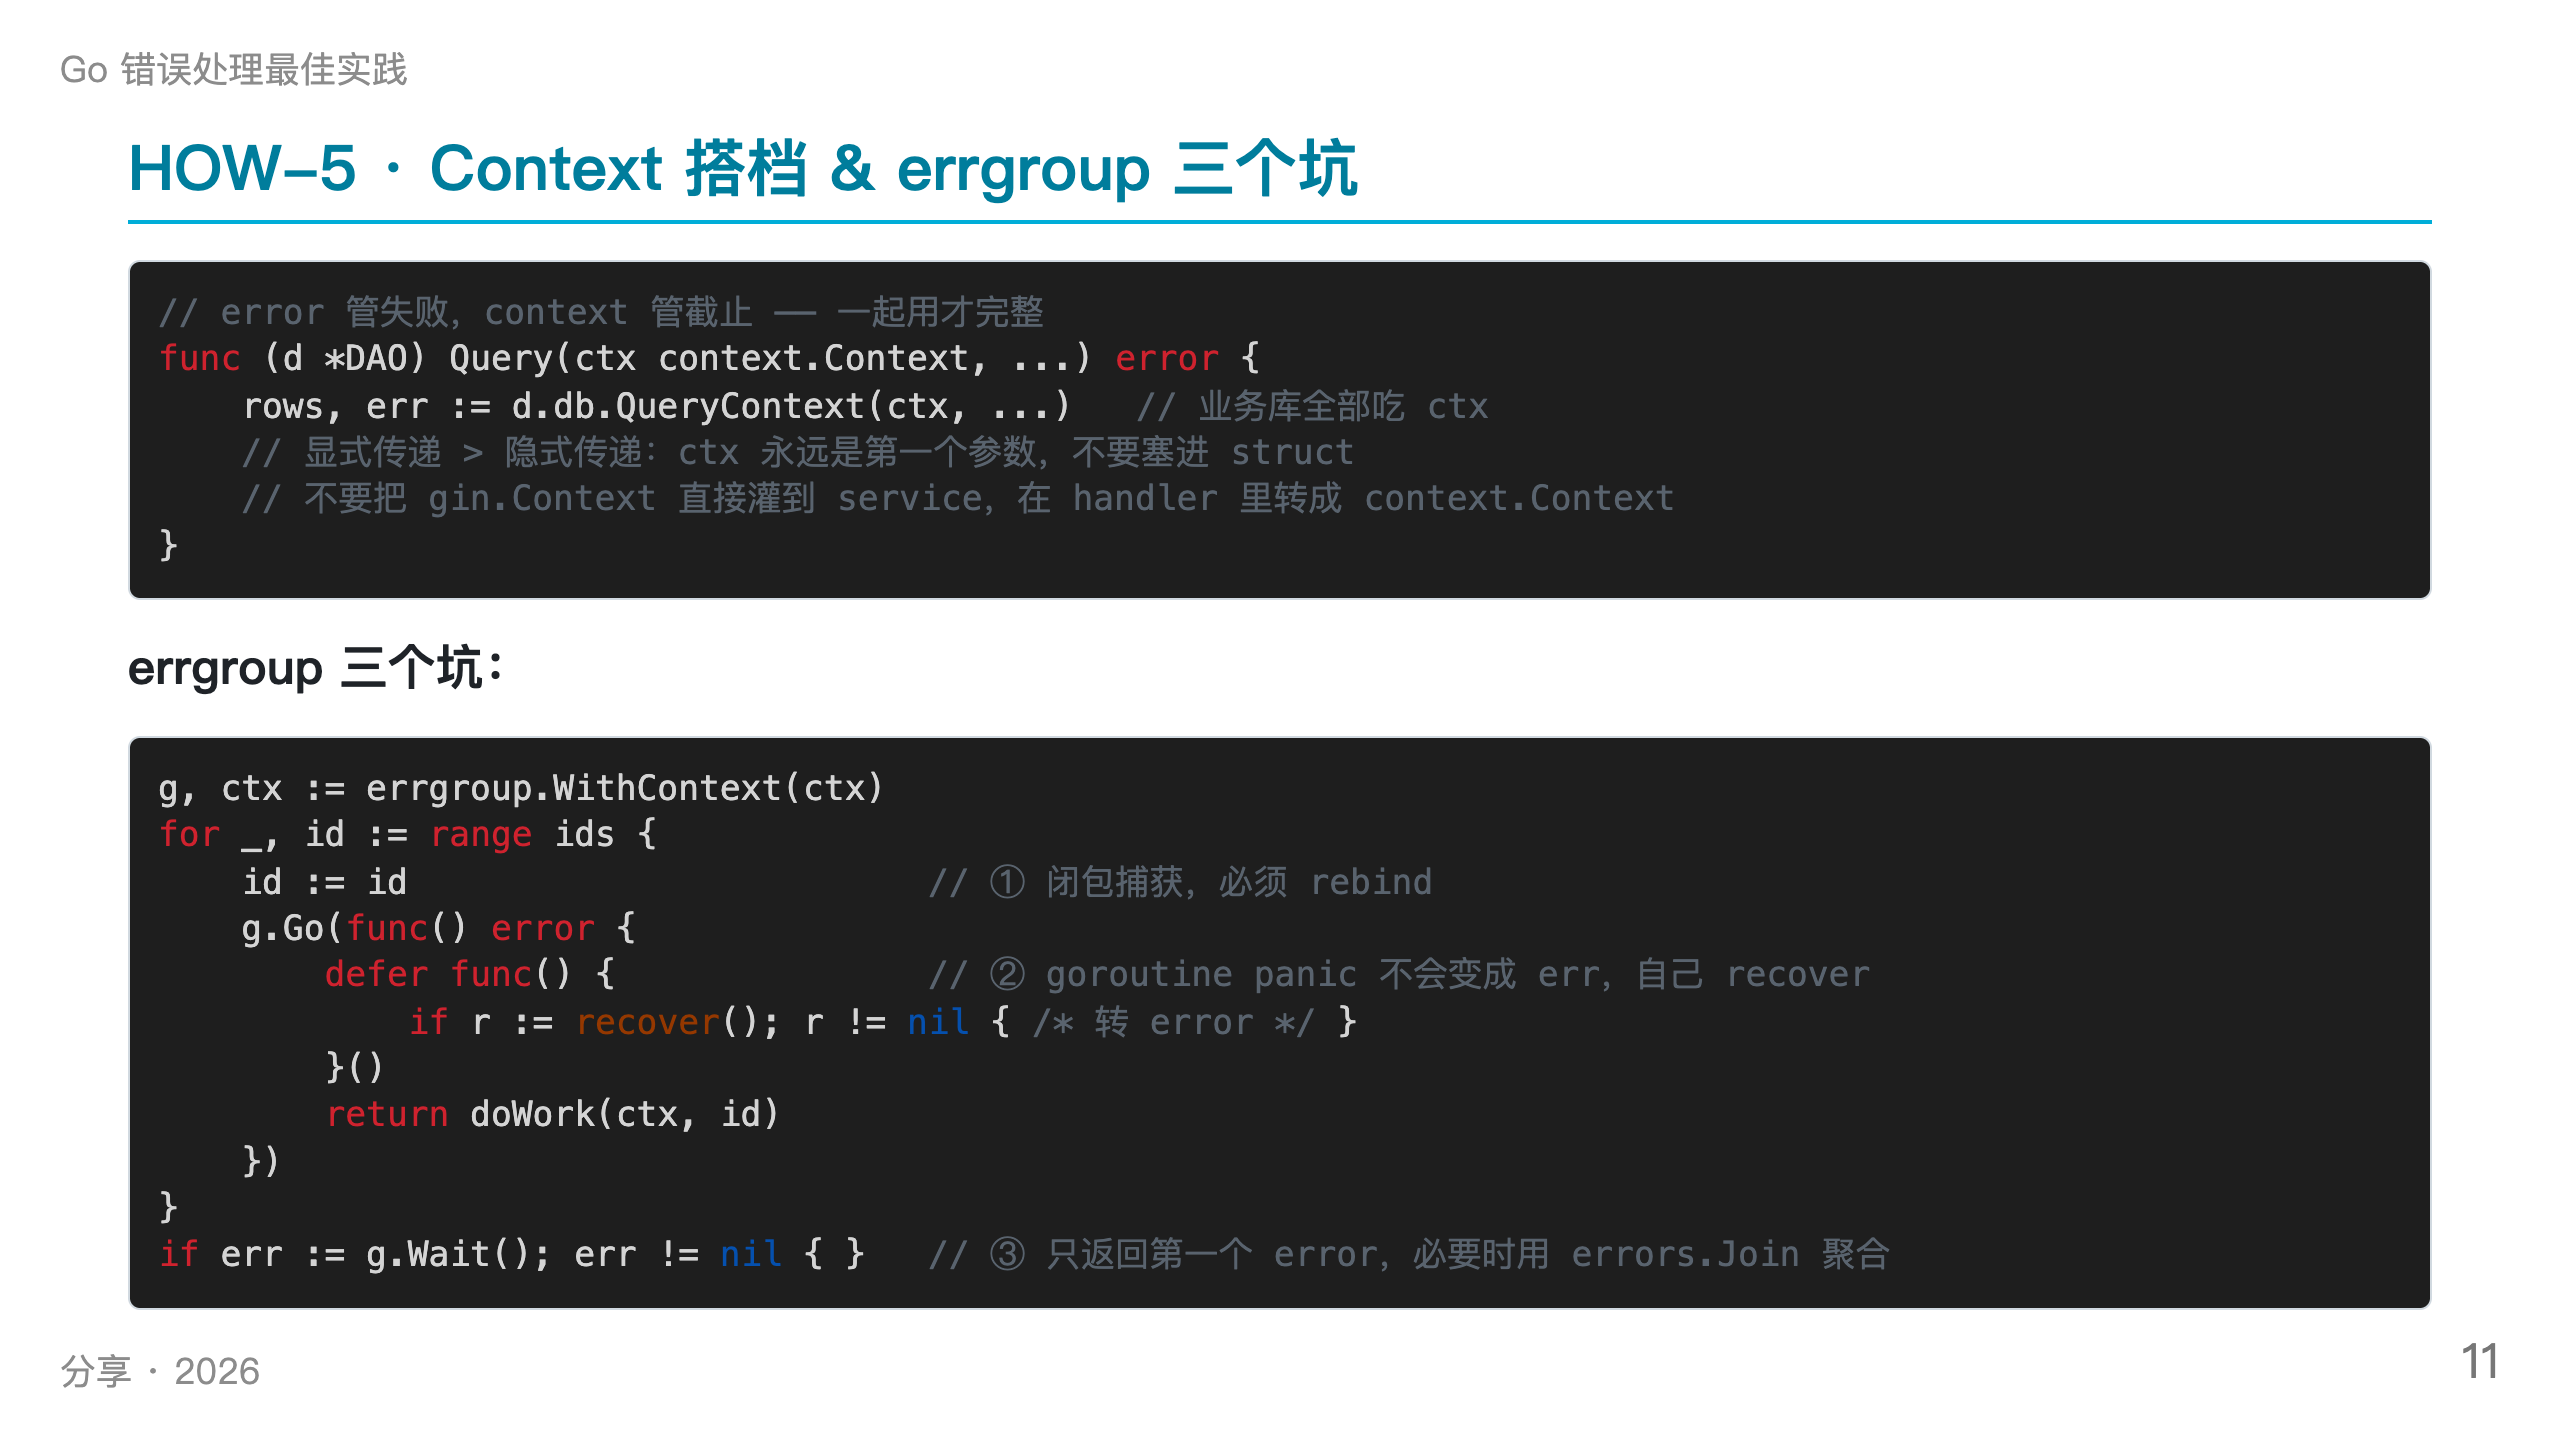 Go 错误处理最佳实践
HOW-5 · Context 搭档 & errgroup 三个坑
// error 管失败，context 管截止 —— 一起用才完整
func (d *DAO) Query(ctx context.Context, ...) error {
    rows, err := d.db.QueryContext(ctx, ...)   // 业务库全部吃 ctx
    // 显式传递 > 隐式传递：ctx 永远是第一个参数，不要塞进 struct
    // 不要把 gin.Context 直接灌到 service，在 handler 里转成 context.Context
}
errgroup 三个坑：
g, ctx := errgroup.WithContext(ctx)
for _, id := range ids {
    id := id                         // ① 闭包捕获，必须 rebind
    g.Go(func() error {
        defer func() {               // ② goroutine panic 不会变成 err，自己 recover
            if r := recover(); r != nil { /* 转 error */ }
        }()
        return doWork(ctx, id)
    })
}
if err := g.Wait(); err != nil { }   // ③ 只返回第一个 error，必要时用 errors.Join 聚合
分享 · 2026
11